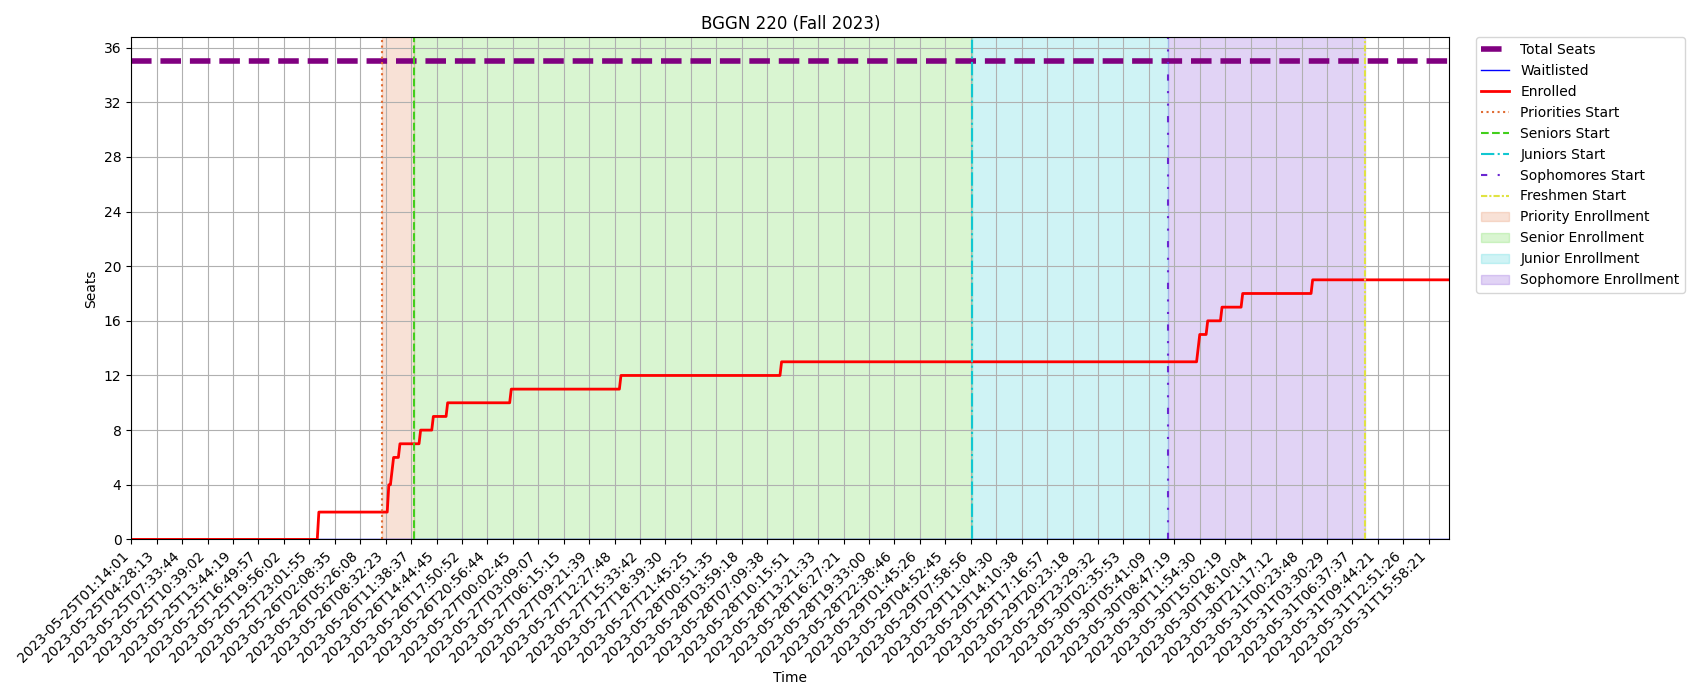 BGGN 220 (Fall 2023)
36
32
28
24
20
16
12
8
4
0
Seats
2023-05-25T01:14:01
2023-05-25T04:28:13
2023-05-25T07:33:44
2023-05-25T10:39:02
2023-05-25T13:44:19
2023-05-25T16:49:57
2023-05-25T19:56:02
2023-05-25T23:01:55
2023-05-26T02:08:35
2023-05-26T05:26:08
2023-05-26T08:32:23
2023-05-26T11:38:37
2023-05-26T14:44:45
2023-05-26T17:50:52
2023-05-26T20:56:44
2023-05-27T00:02:45
2023-05-27T03:09:07
2023-05-27T06:15:15
2023-05-27T09:21:39
2023-05-27T12:27:48
2023-05-27T15:33:42
2023-05-27T18:39:30
2023-05-27T21:45:25
2023-05-28T00:51:35
2023-05-28T03:59:18
2023-05-28T07:09:38
2023-05-28T10:15:51
2023-05-28T13:21:33
2023-05-28T16:27:21
2023-05-28T19:33:00
2023-05-28T22:38:46
2023-05-29T01:45:26
2023-05-29T04:52:45
2023-05-29T07:58:56
2023-05-29T11:04:30
2023-05-29T14:10:38
2023-05-29T17:16:57
2023-05-29T20:23:18
2023-05-29T23:29:32
2023-05-30T02:35:53
2023-05-30T05:41:09
2023-05-30T08:47:19
2023-05-30T11:54:30
2023-05-30T15:02:19
2023-05-30T18:10:04
2023-05-30T21:17:12
2023-05-31T00:23:48
2023-05-31T03:30:29
2023-05-31T06:37:37
2023-05-31T09:44:21
2023-05-31T12:51:26
2023-05-31T15:58:21
Time
Total Seats
Waitlisted
Enrolled
Priorities Start
Seniors Start
Juniors Start
Sophomores Start
Freshmen Start
Priority Enrollment
Senior Enrollment
Junior Enrollment
Sophomore Enrollment